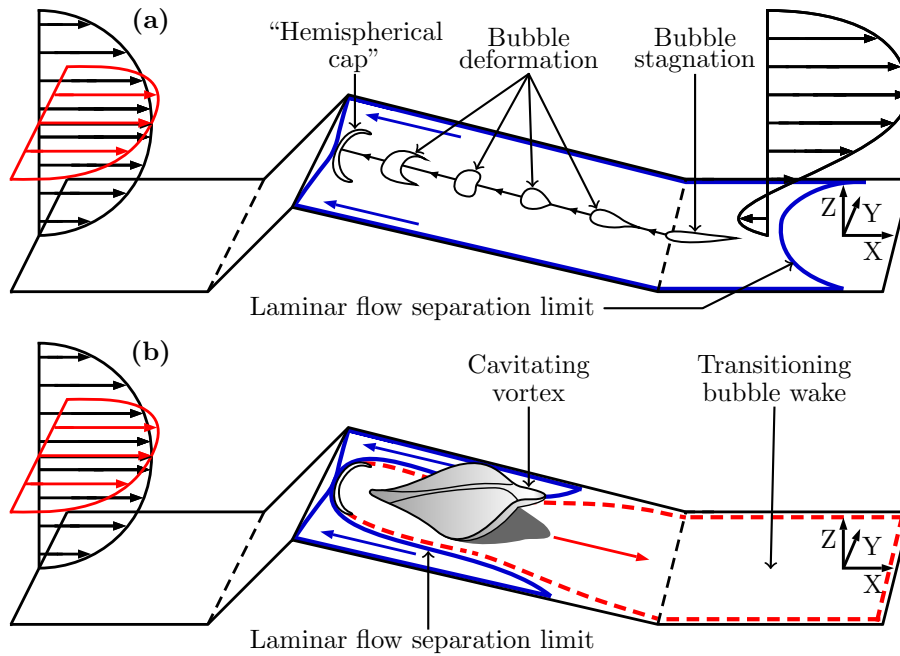 (a)
“Hemispherical
cap”
Bubble
deformation
Bubble
stagnation
Z
Y
X
Laminar flow separation limit
(b)
Cavitating
vortex
Transitioning
bubble wake
Z
Y
X
Laminar flow separation limit